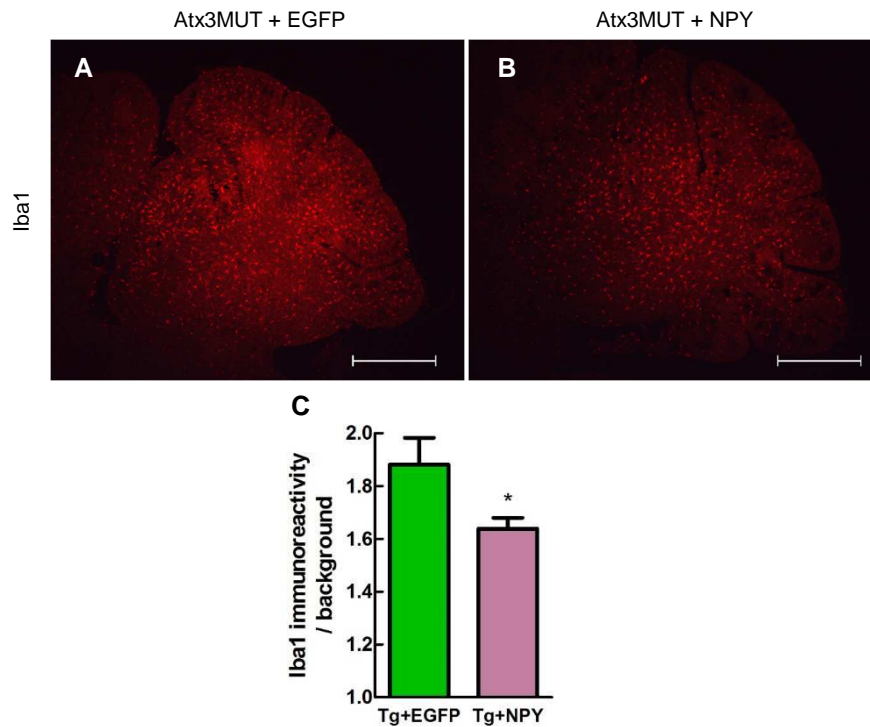 Atx3MUT + EGFP
Atx3MUT + NPY
Iba1
A
B
C
Iba1 immunoreactivity
/ background
2.0
1.8
1.6
1.4
1.2
1.0
*
Tg+EGFP
Tg+NPY